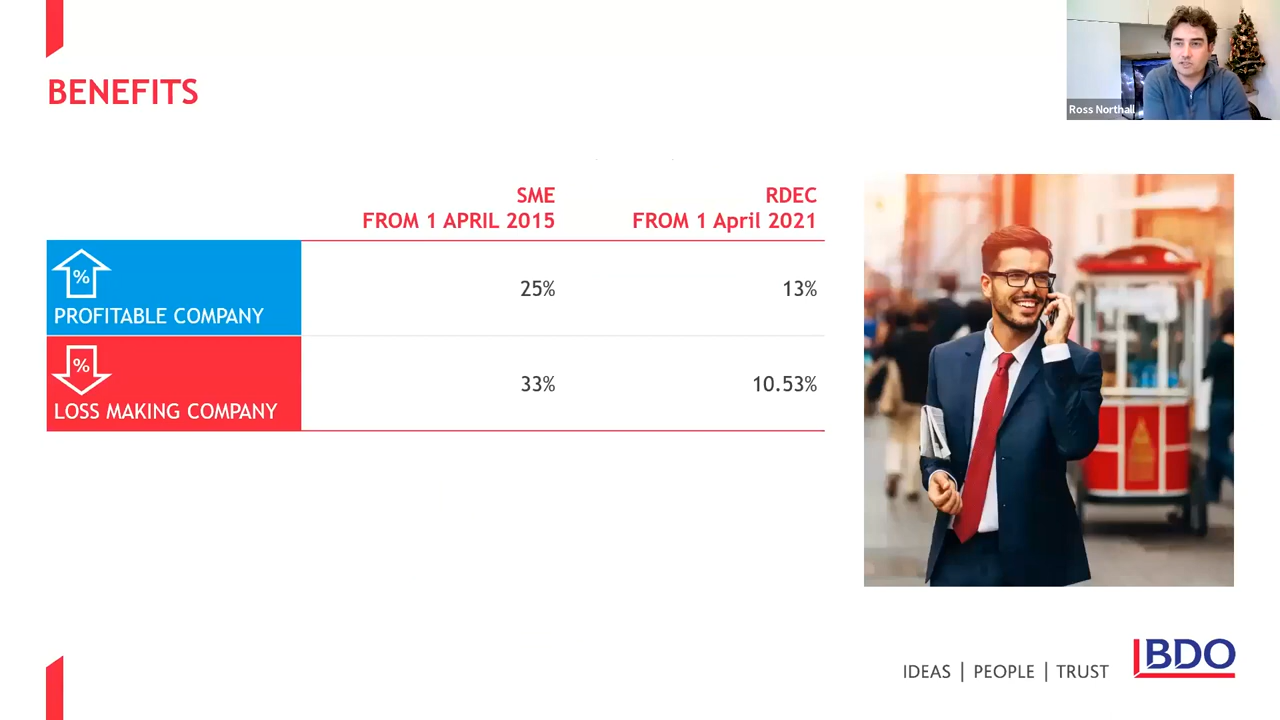 BENEFITS
Ross Northall
SME
FROM 1 APRIL 2015
RDEC
FROM 1 April 2021
%
PROFITABLE COMPANY
25%
13%
%
LOSS MAKING COMPANY
33%
10.53%
IDEAS | PEOPLE | TRUST
BDO